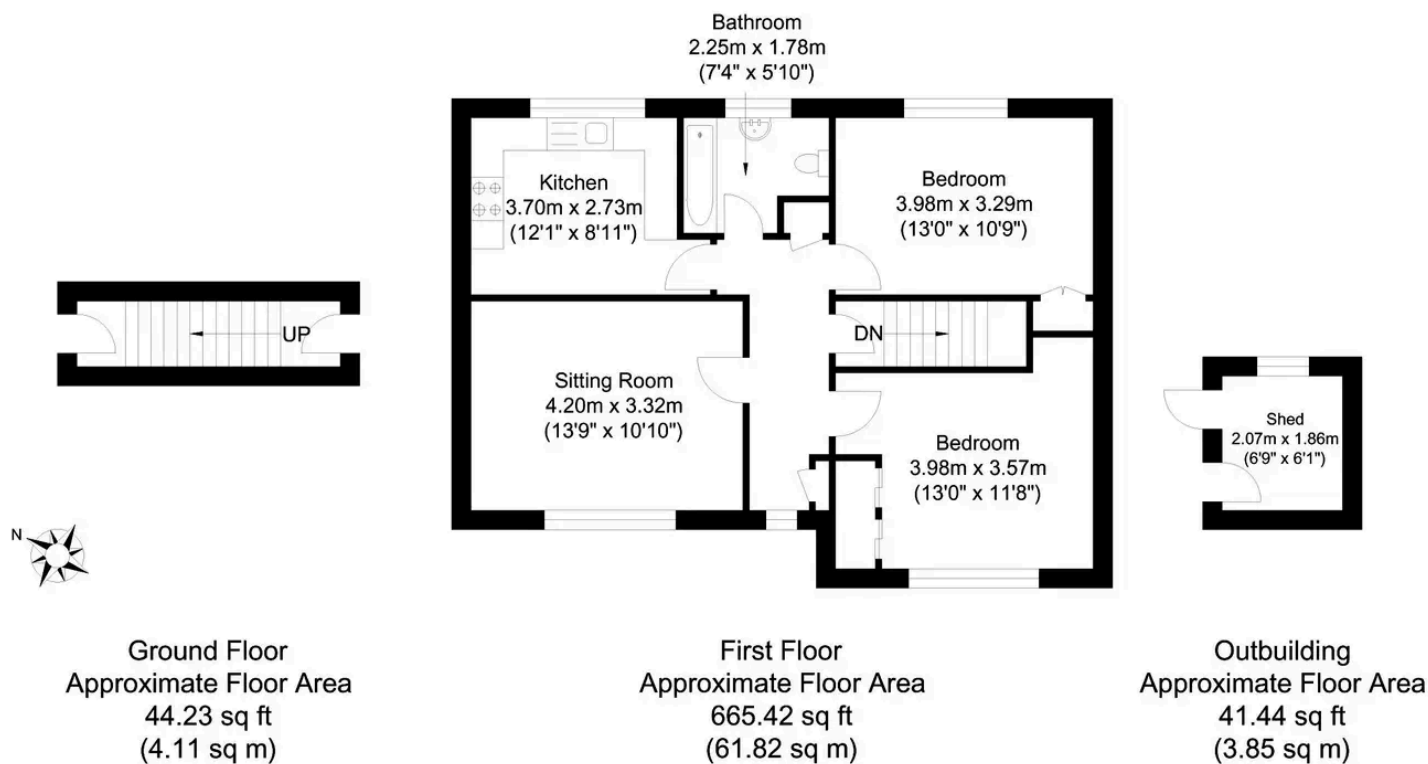 Bathroom
2.25m x 1.78m
(7'4" x 5'10")
Kitchen
3.70m x 2.73m
(12'1" x 8'11")
Bedroom
3.98m x 3.29m
(13'0" x 10'9")
UP
DN
Sitting Room
4.20m x 3.32m
(13'9" x 10'10")
Bedroom
3.98m x 3.57m
(13'0" x 11'8")
Shed
2.07m x 1.86m
(6'9" x 6'1")
N
Ground Floor
Approximate Floor Area
44.23 sq ft
(4.11 sq m)
First Floor
Approximate Floor Area
665.42 sq ft
(61.82 sq m)
Outbuilding
Approximate Floor Area
41.44 sq ft
(3.85 sq m)